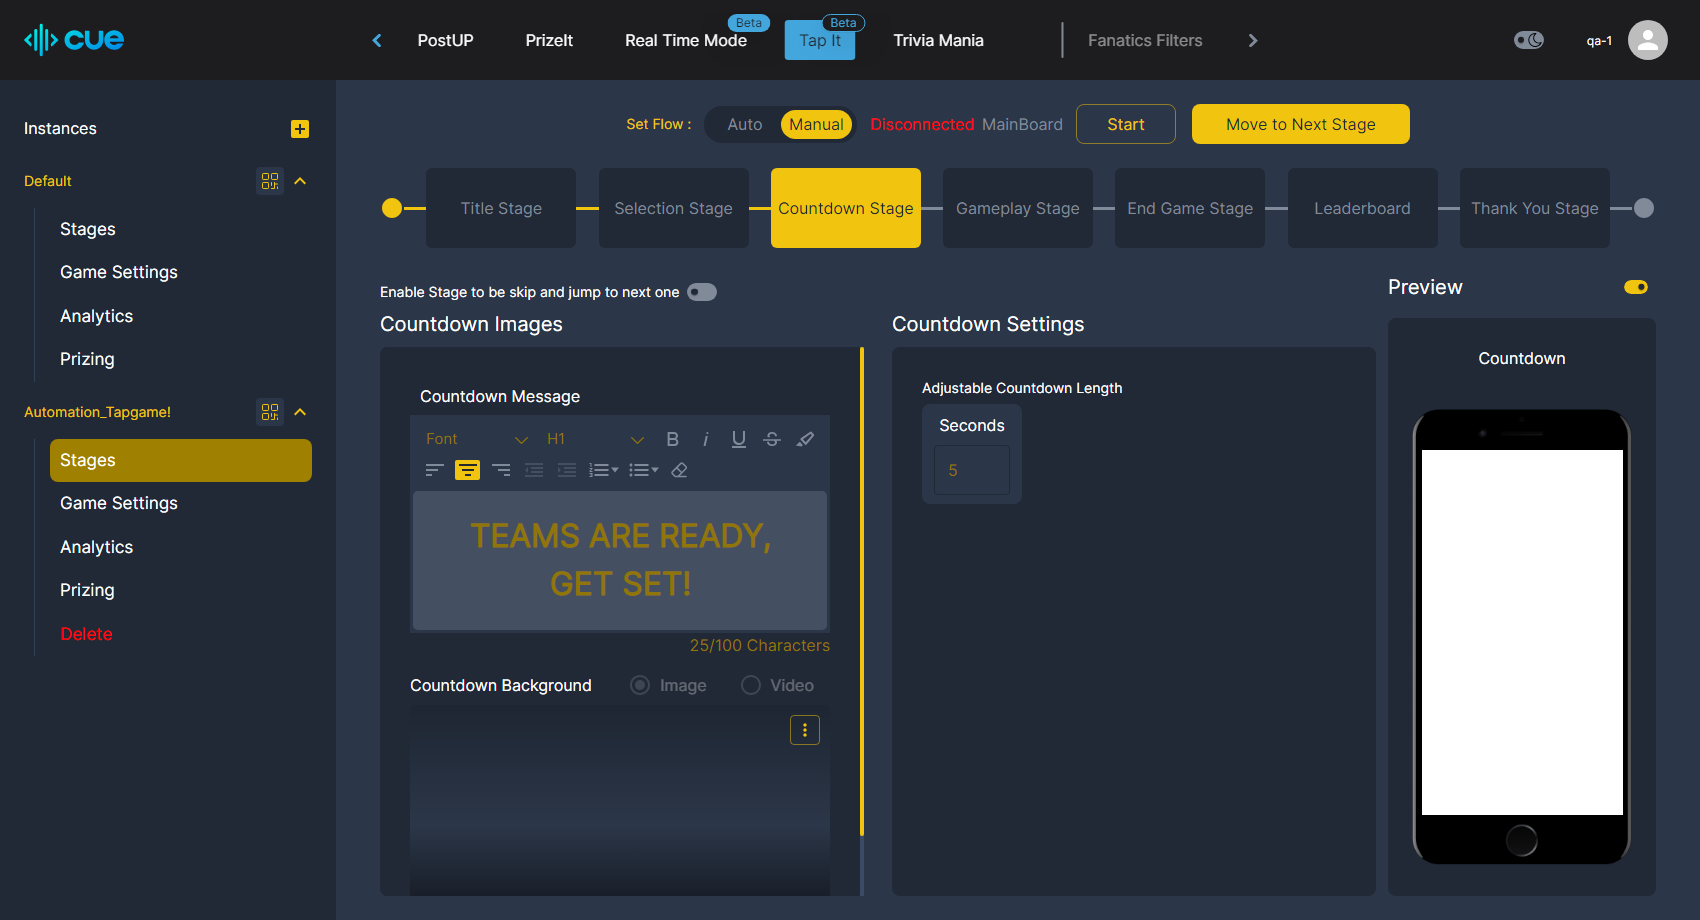 cue
PostUP
PrizeIt
Real Time Mode
Beta
Tap It
Beta
Trivia Mania
Fanatics Filters
qa-1
Instances
Default
Stages
Game Settings
Analytics
Prizing
Automation_Tapgame!
Stages
Game Settings
Analytics
Prizing
Delete
Set Flow :
Auto
Manual
Disconnected MainBoard
Start
Move to Next Stage
Title Stage
Selection Stage
Countdown Stage
Gameplay Stage
End Game Stage
Leaderboard
Thank You Stage
Enable Stage to be skip and jump to next one
Countdown Images
Countdown Message
Font
H1
B
i
U
S
TEAMS ARE READY,
GET SET!
25/100 Characters
Countdown Background
Image
Video
Countdown Settings
Adjustable Countdown Length
Seconds
5
Preview
Countdown